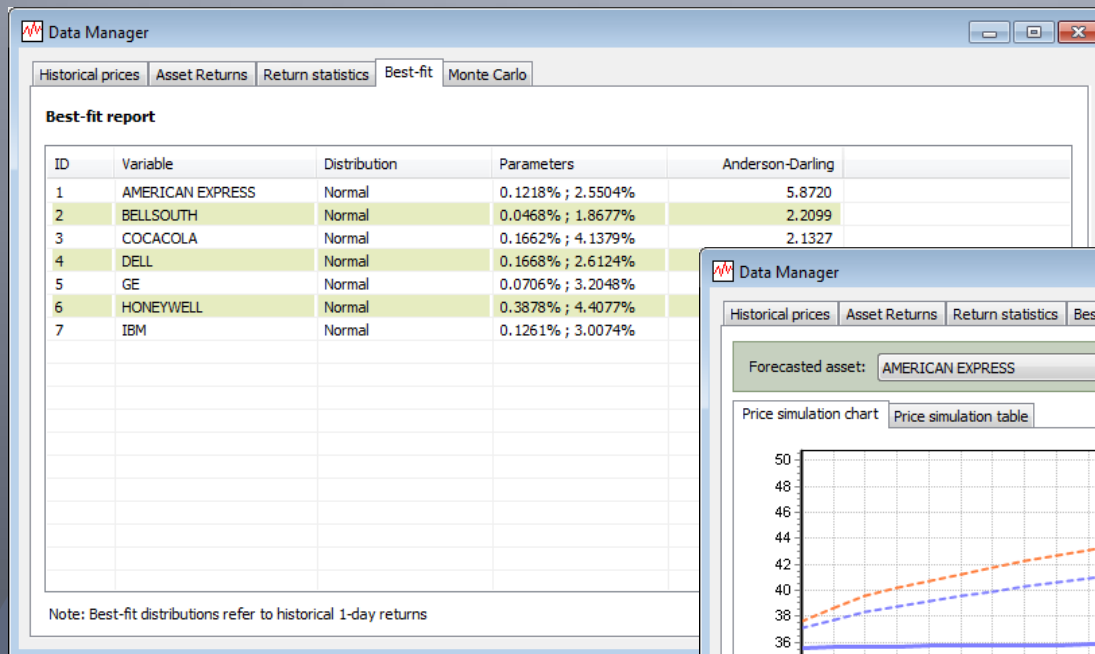 Data Manager
Historical prices Asset Returns Return statistics Best-fit Monte Carlo
Best-fit report
ID Variable Distribution Parameters Anderson-Darling
1 AMERICAN EXPRESS Normal 0.1218% ; 2.5504% 5.8720
2 BELLSOUTH Normal 0.0468% ; 1.8677% 2.2099
3 COCACOLA Normal 0.1662% ; 4.1379% 2.1327
4 DELL Normal 0.1668% ; 2.6124%
5 GE Normal 0.0706% ; 3.2048%
6 HONEYWELL Normal 0.3878% ; 4.4077%
7 IBM Normal 0.1261% ; 3.0074%
Note: Best-fit distributions refer to historical 1-day returns
Data Manager
Historical prices Asset Returns Return statistics Bes
Forecasted asset: AMERICAN EXPRESS
Price simulation chart Price simulation table
50
48
46
44
42
40
38
36